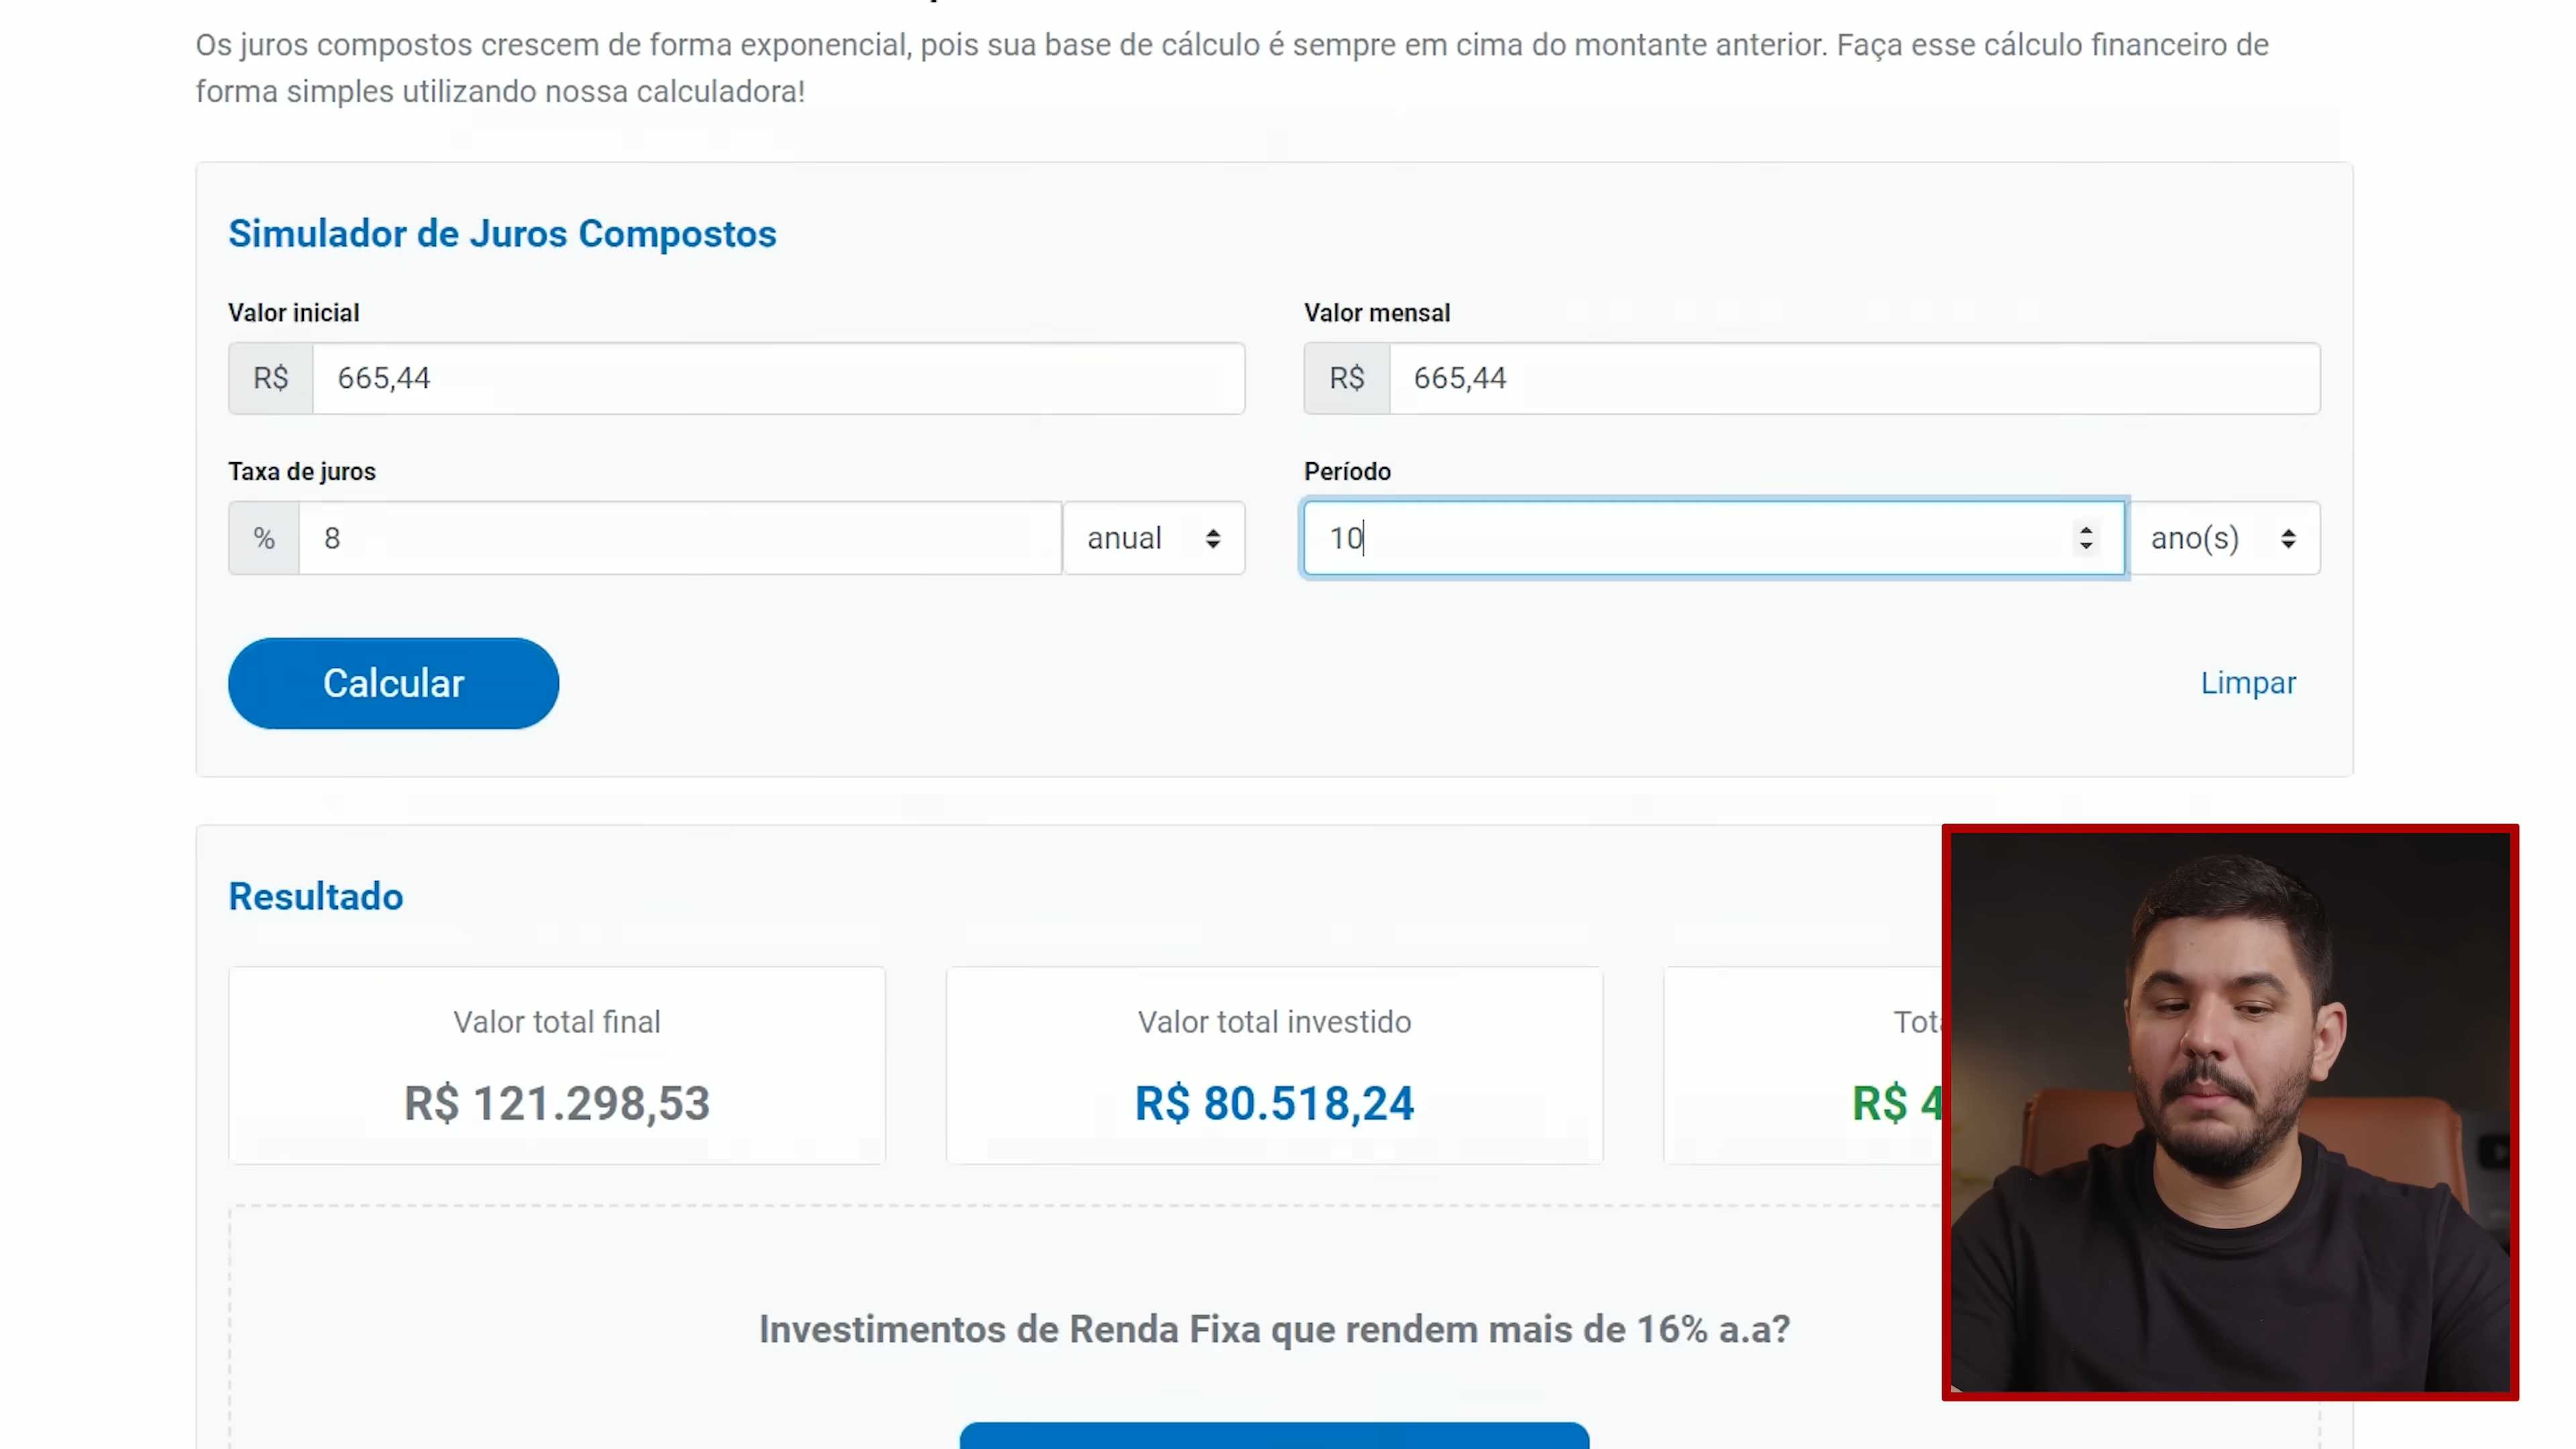 Os juros compostos crescem de forma exponencial, pois sua base de cálculo é sempre em cima do montante anterior. Faça esse cálculo financeiro de
forma simples utilizando nossa calculadora!
Simulador de Juros Compostos
Valor inicial
Valor mensal
R$ 665,44
R$ 665,44
Taxa de juros
Período
% 8 anual
10 ano(s)
Calcular
Limpar
Resultado
Valor total final
Valor total investido
R$ 121.298,53
R$ 80.518,24
R$ 4
Investimentos de Renda Fixa que rendem mais de 16% a.a?